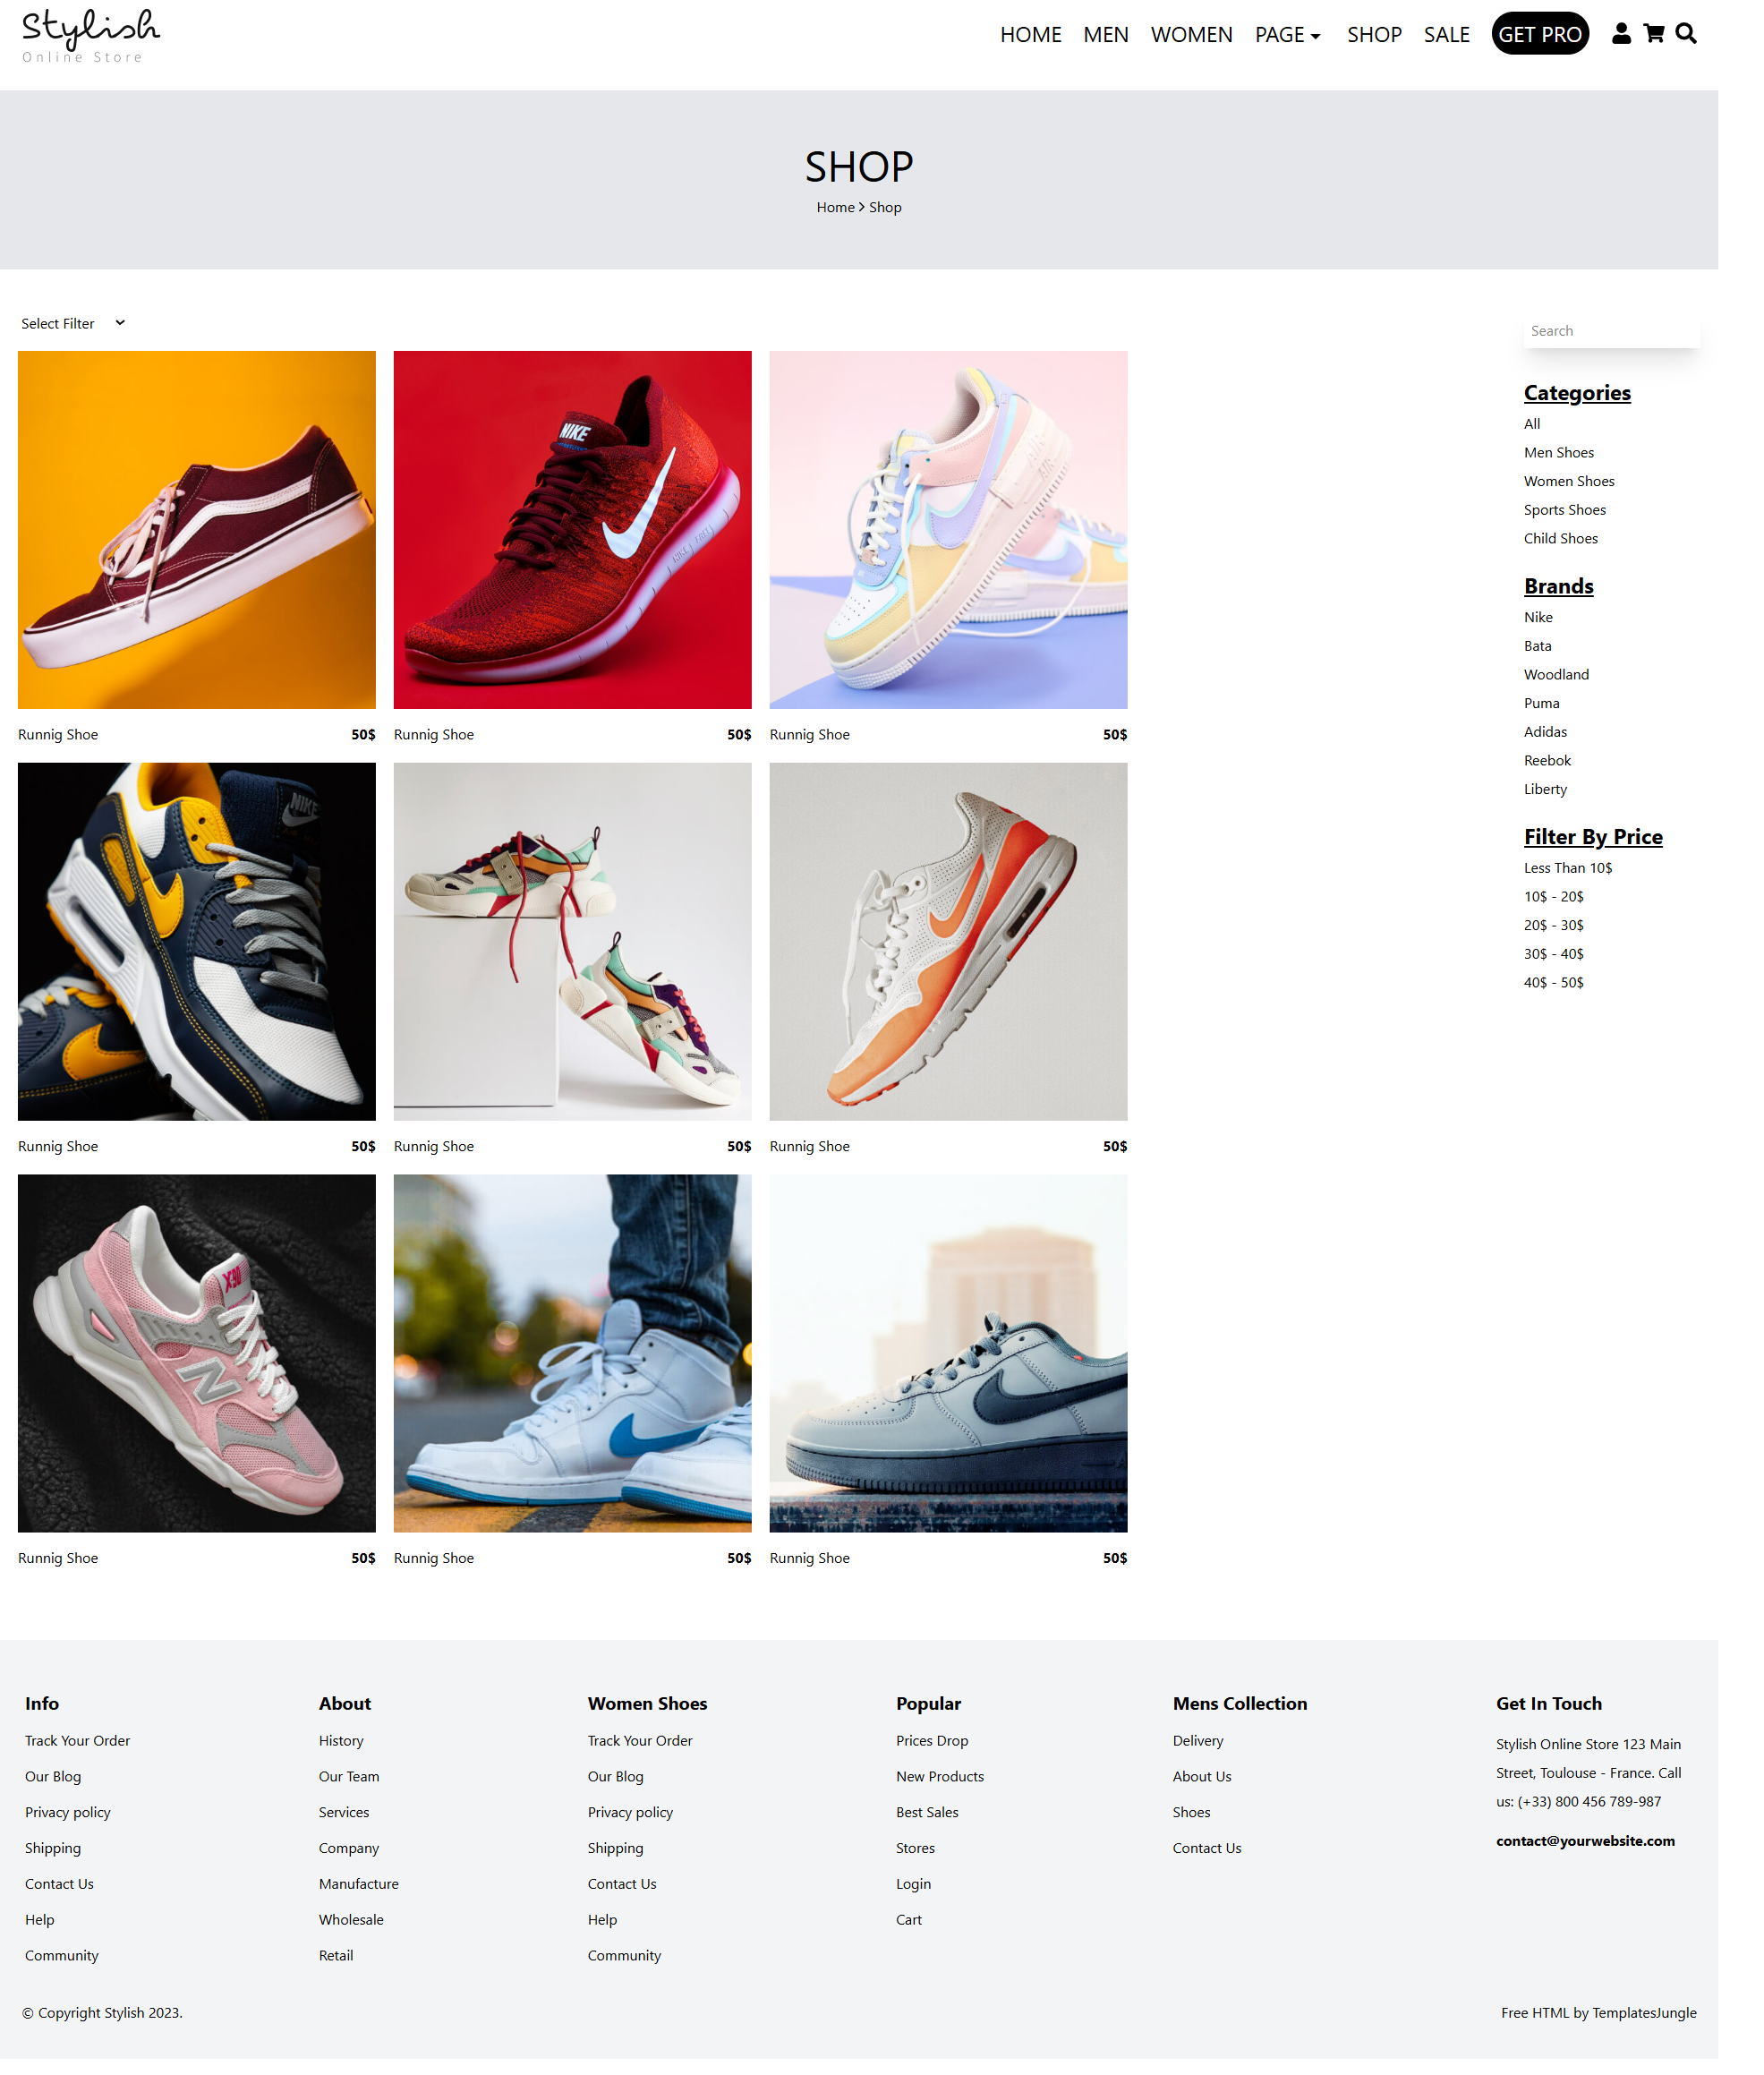 Stylish
Online Store
HOME MEN WOMEN PAGE SHOP SALE GET PRO
SHOP
Home > Shop
Select Filter
Search
Categories
All
Men Shoes
Women Shoes
Sports Shoes
Child Shoes
Brands
Nike
Bata
Woodland
Puma
Adidas
Reebok
Liberty
Filter By Price
Less Than 10$
10$ - 20$
20$ - 30$
30$ - 40$
40$ - 50$
NIKE
Runnig Shoe 50$
Runnig Shoe 50$
Runnig Shoe 50$
NIKE
Runnig Shoe 50$
Runnig Shoe 50$
Runnig Shoe 50$
X90
N
Runnig Shoe 50$
Runnig Shoe 50$
Runnig Shoe 50$
Info
Track Your Order
Our Blog
Privacy policy
Shipping
Contact Us
Help
Community
About
History
Our Team
Services
Company
Manufacture
Wholesale
Retail
Women Shoes
Track Your Order
Our Blog
Privacy policy
Shipping
Contact Us
Help
Community
Popular
Prices Drop
New Products
Best Sales
Stores
Login
Cart
Mens Collection
Delivery
About Us
Shoes
Contact Us
Get In Touch
Stylish Online Store 123 Main
Street, Toulouse - France. Call
us: (+33) 800 456 789-987
contact@yourwebsite.com
© Copyright Stylish 2023.
Free HTML by TemplatesJungle